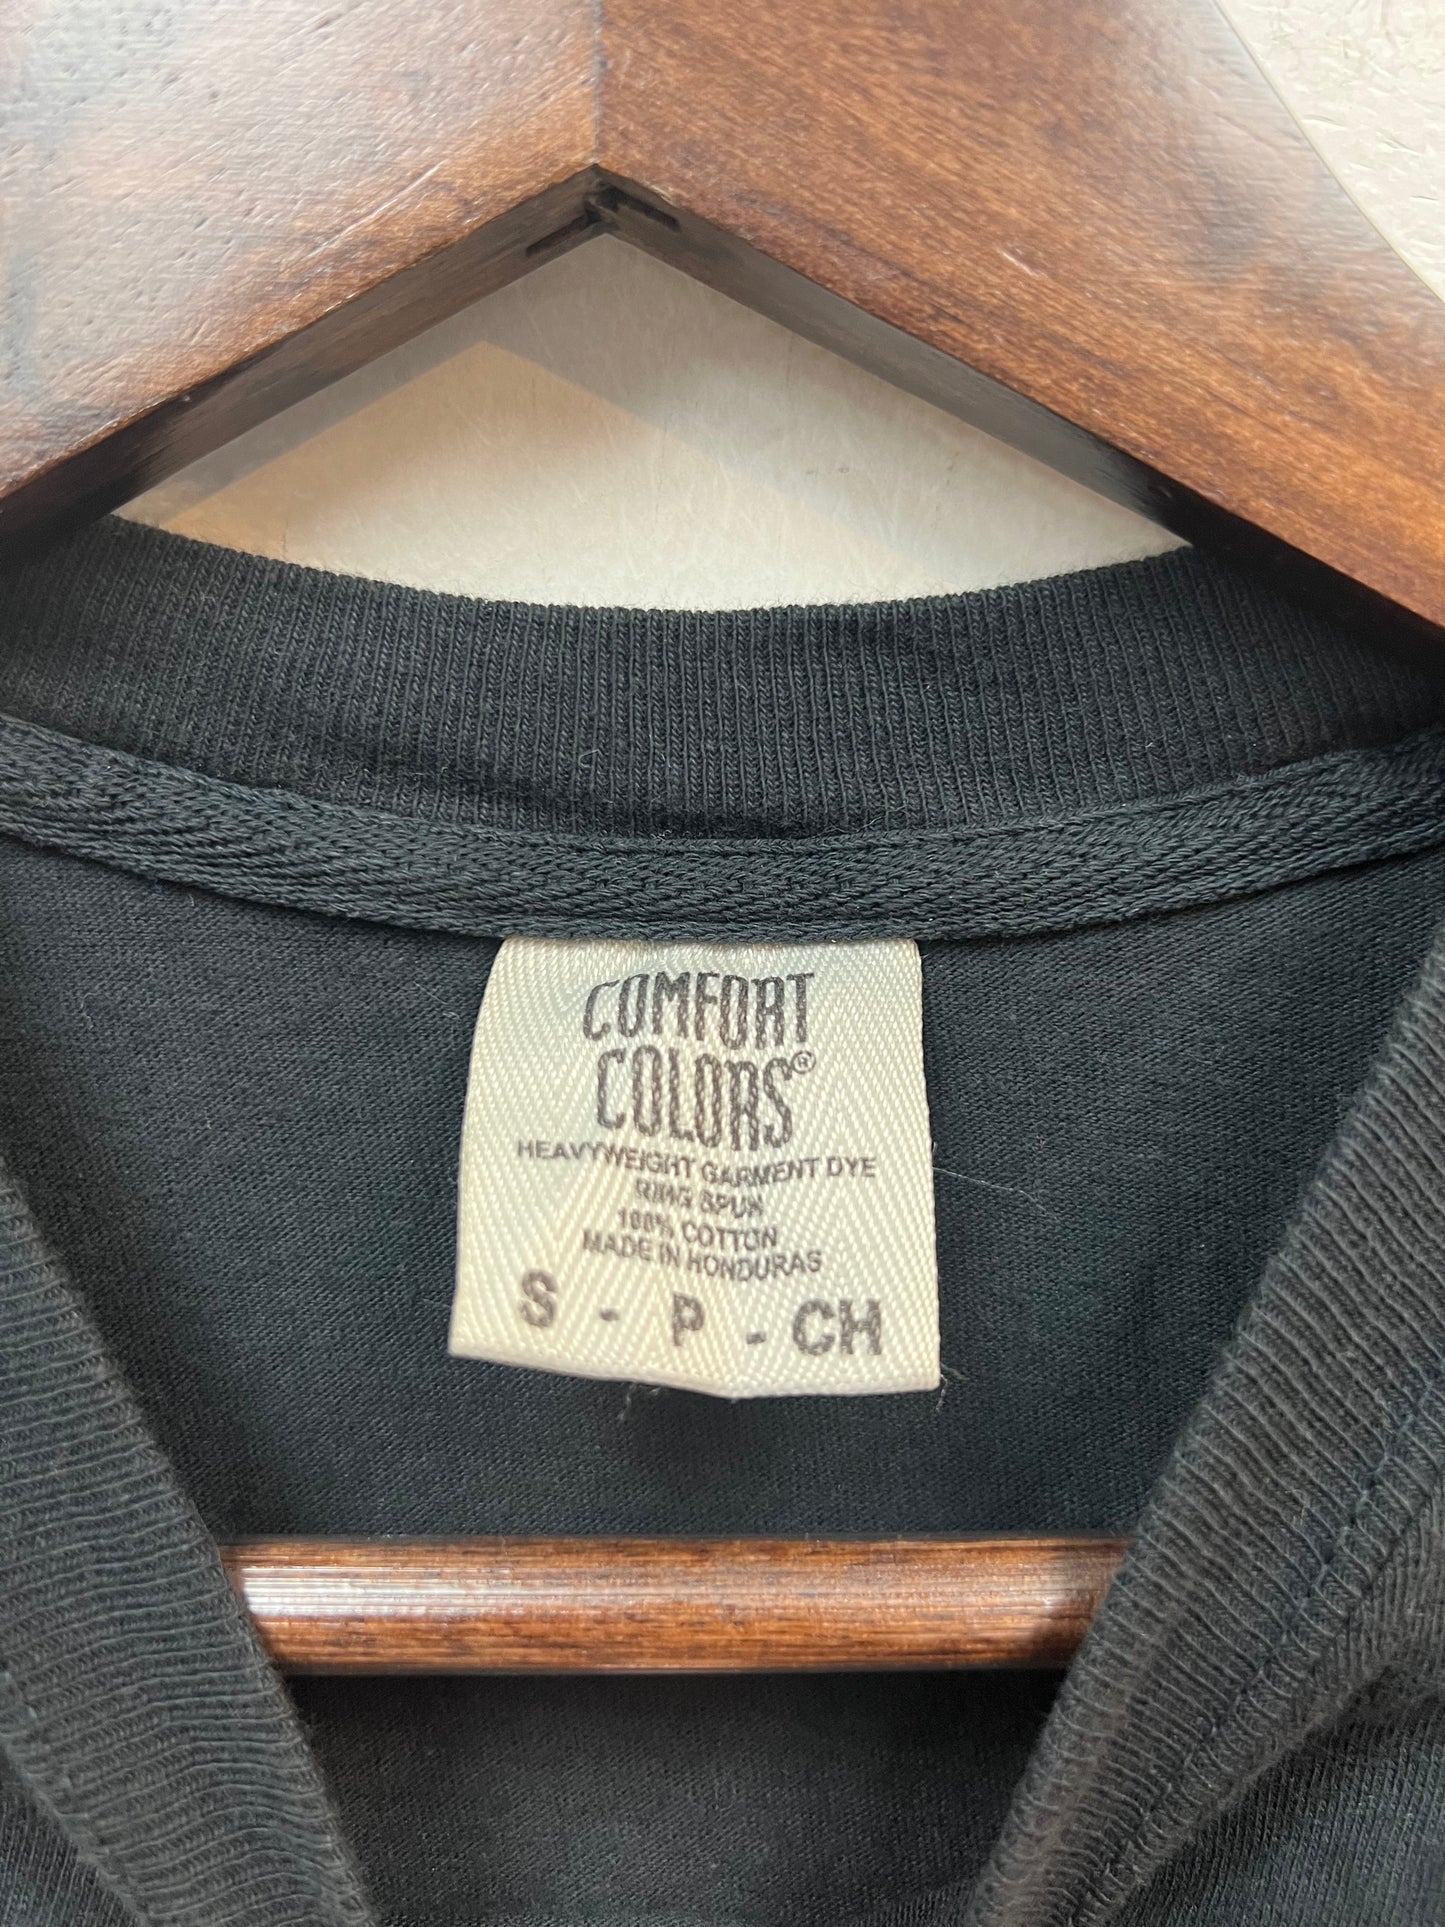 COMFORT
COLORS®
HEAVYWEIGHT GARMENT DYE
RING SPUN
100% COTTON
MADE IN HONDURAS
S - P - CH